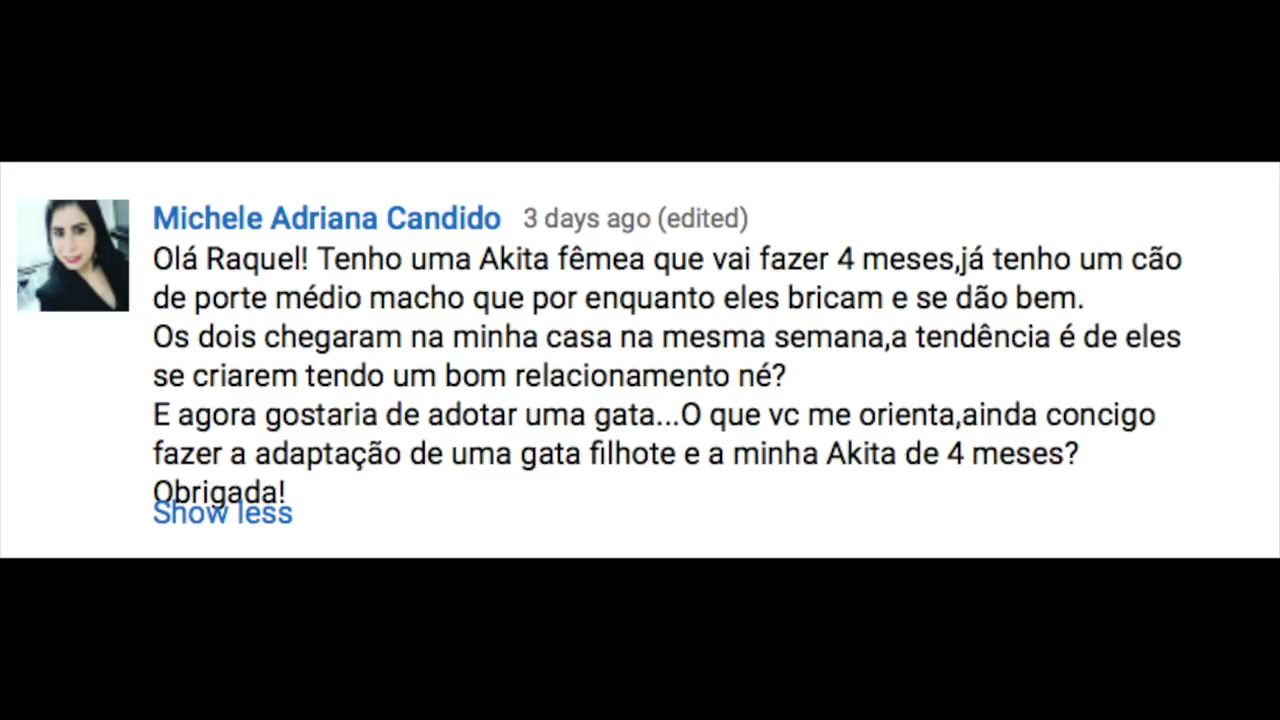 Michele Adriana Candido 3 days ago (edited)
Olá Raquel! Tenho uma Akita fêmea que vai fazer 4 meses,já tenho um cão
de porte médio macho que por enquanto eles bricam e se dão bem.
Os dois chegaram na minha casa na mesma semana,a tendência é de eles
se criarem tendo um bom relacionamento né?
E agora gostaria de adotar uma gata...O que vc me orienta,ainda concigo
fazer a adaptação de uma gata filhote e a minha Akita de 4 meses?
Obrigada!
Show less